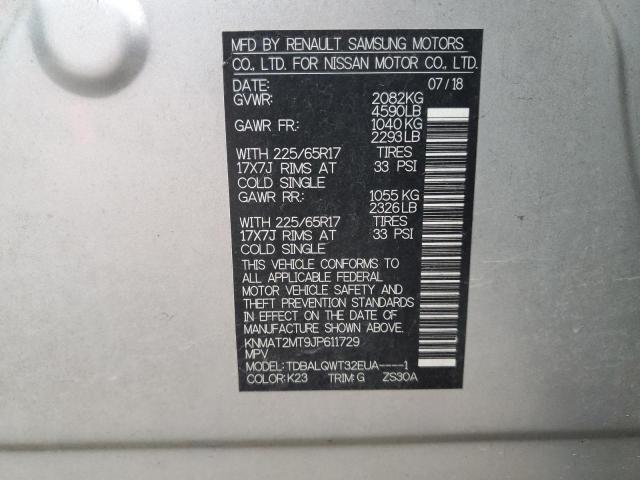 MFD BY RENAULT SAMSUNG MOTORS
CO., LTD. FOR NISSAN MOTOR CO., LTD.
DATE: 07/18
GVWR: 2082KG
4590LB
GAWR FR: 1040KG
2293LB
WITH 225/65R17 TIRES
17X7J RIMS AT 33 PSI
COLD SINGLE
GAWR RR: 1055 KG
2326LB
WITH 225/65R17 TIRES
17X7J RIMS AT 33 PSI
COLD SINGLE
THIS VEHICLE CONFORMS TO
ALL APPLICABLE FEDERAL
MOTOR VEHICLE SAFETY AND
THEFT PREVENTION STANDARDS
IN EFFECT ON THE DATE OF
MANUFACTURE SHOWN ABOVE.
KNMAT2MT9JP611729
MPV
MODEL: TDBALQWT32EUA----1
COLOR: K23 TRIM: G ZS30A